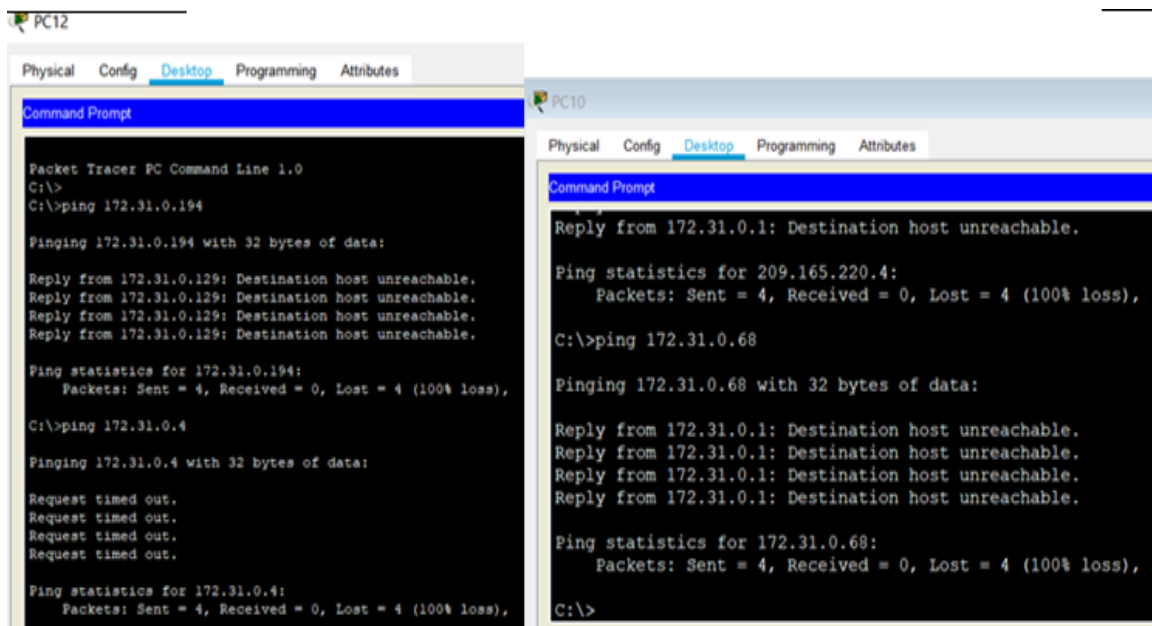 PC12
Physical Config Desktop Programming Attributes
Command Prompt
Packet Tracer PC Command Line 1.0
C:\>
C:\>ping 172.31.0.194
Pinging 172.31.0.194 with 32 bytes of data:
Reply from 172.31.0.129: Destination host unreachable.
Reply from 172.31.0.129: Destination host unreachable.
Reply from 172.31.0.129: Destination host unreachable.
Reply from 172.31.0.129: Destination host unreachable.
Ping statistics for 172.31.0.194:
Packets: Sent = 4, Received = 0, Lost = 4 (100% loss),
C:\>ping 172.31.0.4
Pinging 172.31.0.4 with 32 bytes of data:
Request timed out.
Request timed out.
Request timed out.
Request timed out.
Ping statistics for 172.31.0.4:
Packets: Sent = 4, Received = 0, Lost = 4 (100% loss),
PC10
Physical Config Desktop Programming Attributes
Command Prompt
Reply from 172.31.0.1: Destination host unreachable.
Ping statistics for 209.165.220.4:
Packets: Sent = 4, Received = 0, Lost = 4 (100% loss),
C:\>ping 172.31.0.68
Pinging 172.31.0.68 with 32 bytes of data:
Reply from 172.31.0.1: Destination host unreachable.
Reply from 172.31.0.1: Destination host unreachable.
Reply from 172.31.0.1: Destination host unreachable.
Reply from 172.31.0.1: Destination host unreachable.
Ping statistics for 172.31.0.68:
Packets: Sent = 4, Received = 0, Lost = 4 (100% loss),
C:\>